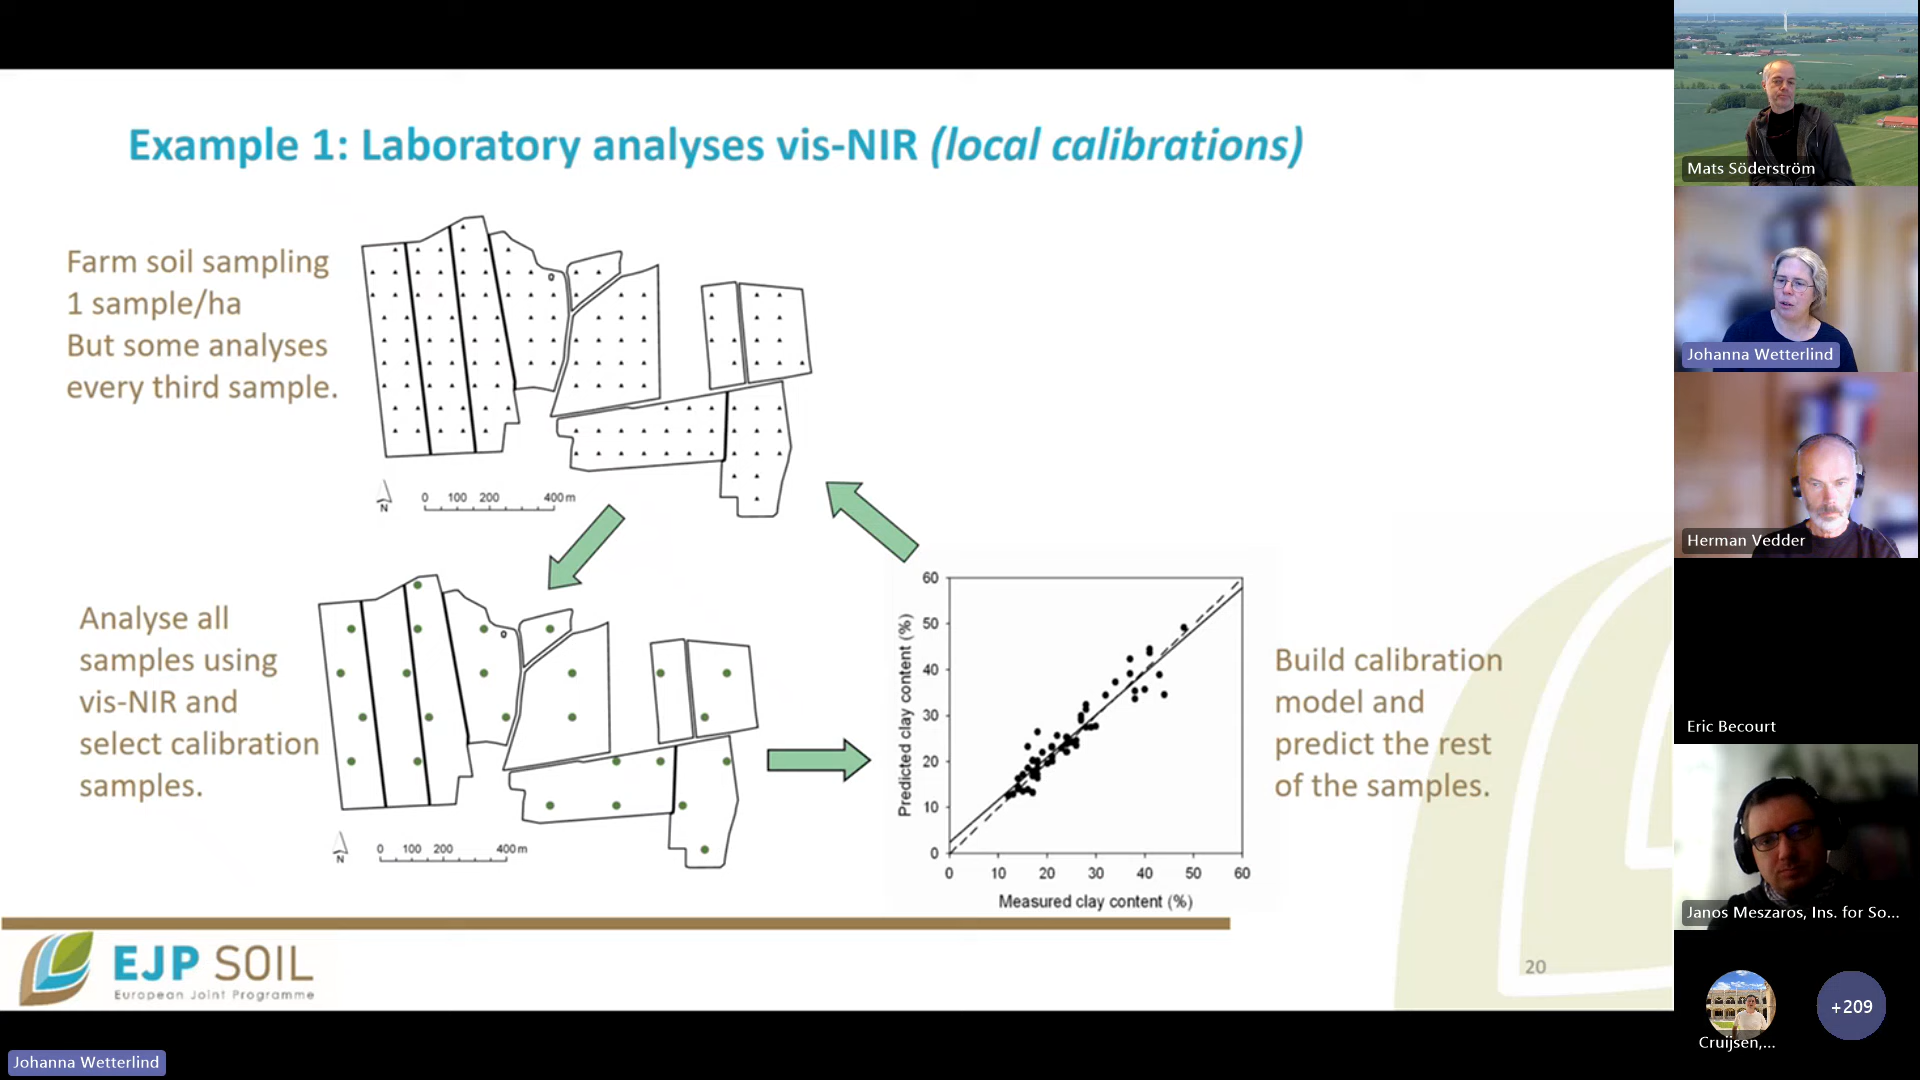 Example 1: Laboratory analyses vis-NIR (local calibrations)
Farm soil sampling
1 sample/ha
But some analyses
every third sample.
N
0 100 200 400 m
Analyse all
samples using
vis-NIR and
select calibration
samples.
N
0 100 200 400 m
Predicted clay content (%)
60
50
40
30
20
10
0
0 10 20 30 40 50 60
Measured clay content (%)
Build calibration
model and
predict the rest
of the samples.
EJP SOIL
European Joint Programme
20
Johanna Wetterlind
Mats Söderström
Johanna Wetterlind
Herman Vedder
Eric Becourt
Janos Meszaros, Ins. for So...
Cruijsen,...
+209